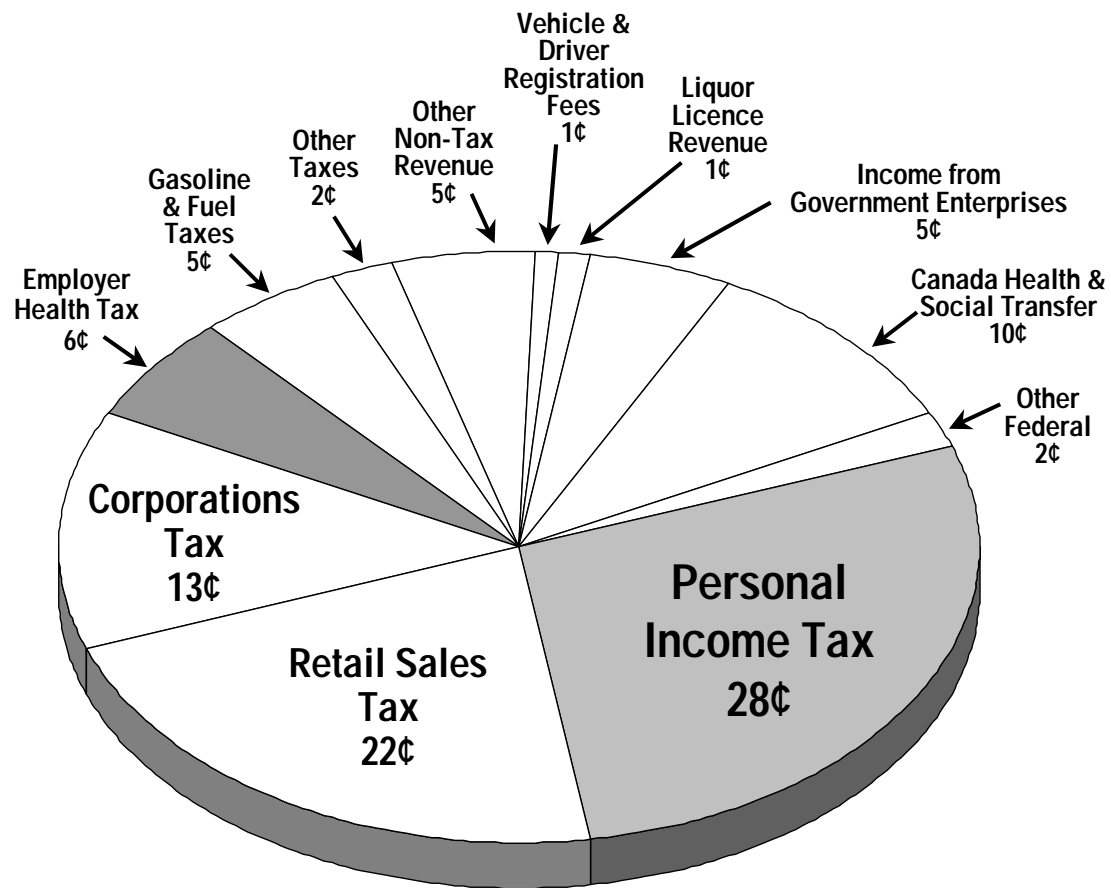 Vehicle &
Driver
Registration
Fees
1¢
Liquor
Licence
Revenue
1¢
Other
Non-Tax
Revenue
5¢
Other
Taxes
2¢
Gasoline
& Fuel
Taxes
5¢
Income from
Government Enterprises
5¢
Employer
Health Tax
6¢
Canada Health &
Social Transfer
10¢
Other
Federal
2¢
Corporations
Tax
13¢
Personal
Income Tax
28¢
Retail Sales
Tax
22¢